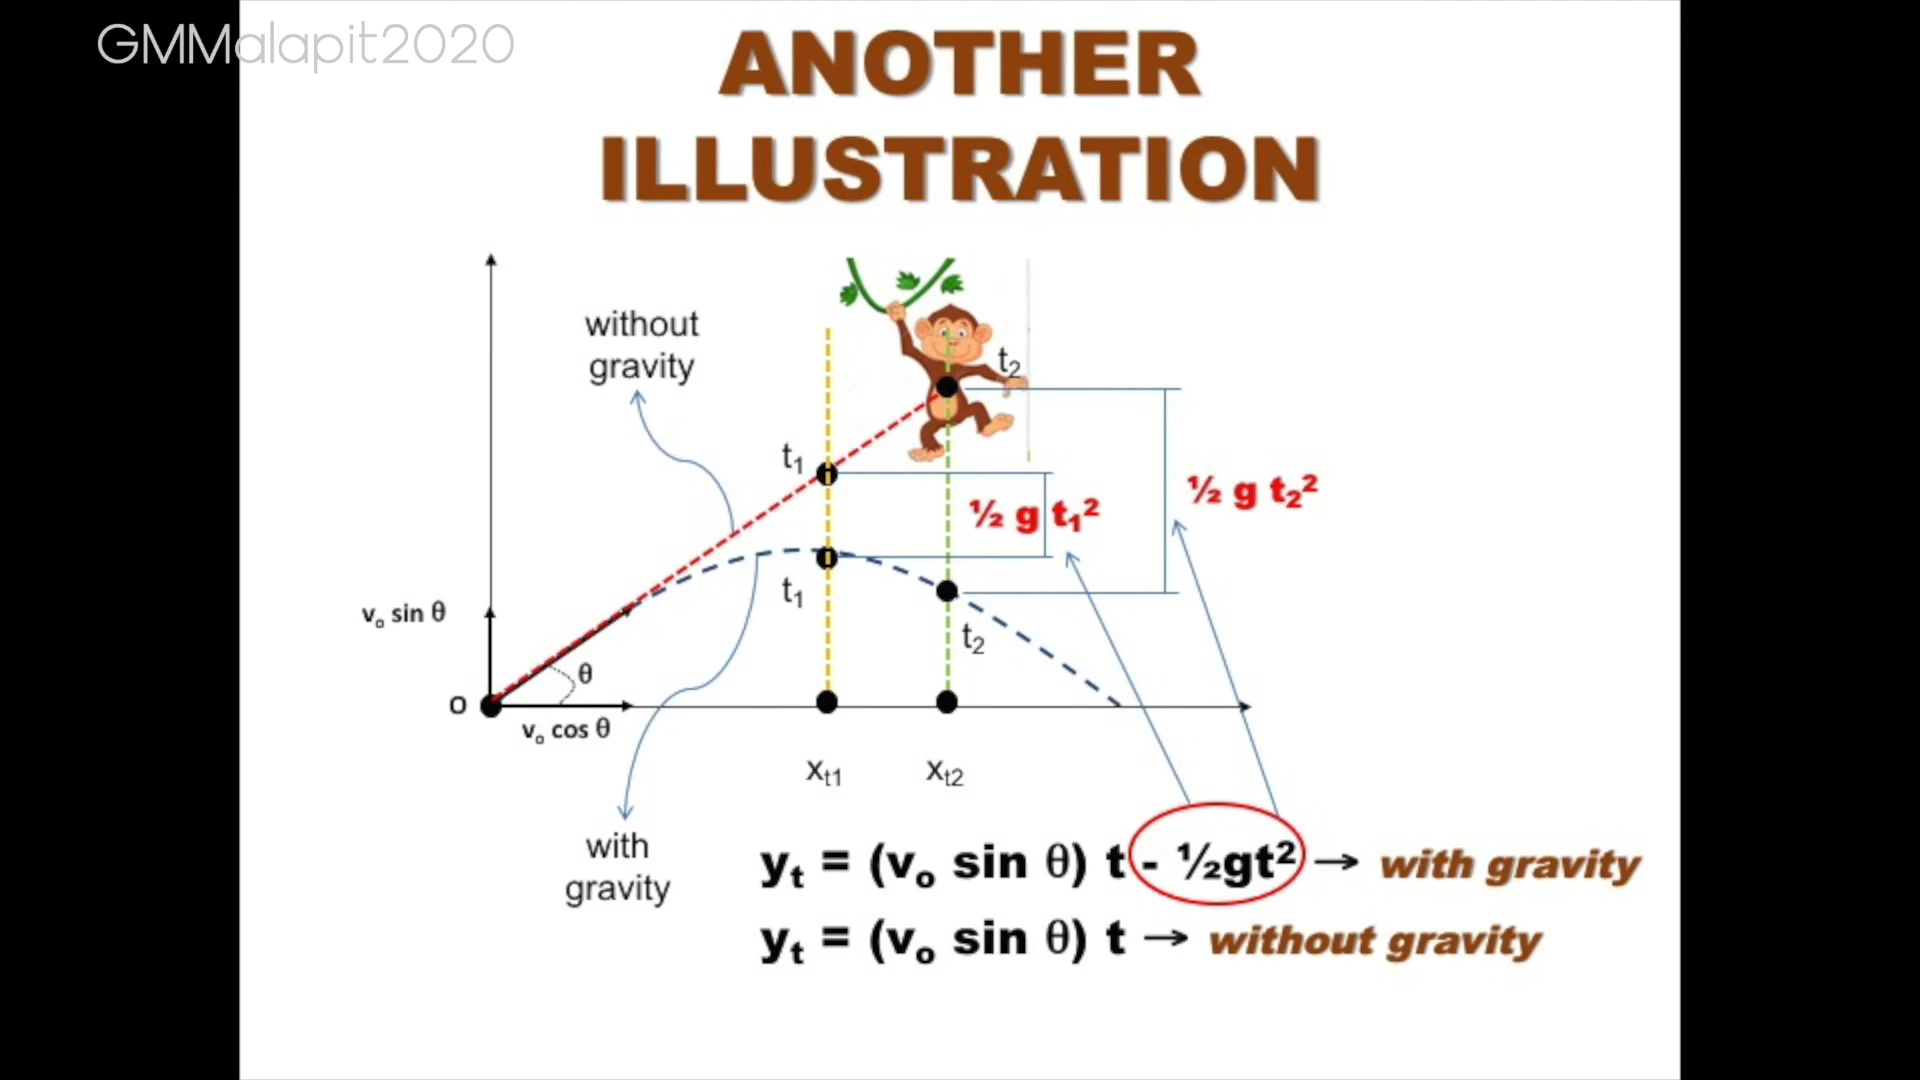 GMMalapit2020
ANOTHER
ILLUSTRATION
without
gravity
t₂
t₁
½ g t₂²
½ g t₁²
t₁
v₀ sin θ
t₂
θ
O
v₀ cos θ
xₜ₁
xₜ₂
with
gravity
yₜ = (v₀ sin θ) t - ½gt² → with gravity
yₜ = (v₀ sin θ) t → without gravity